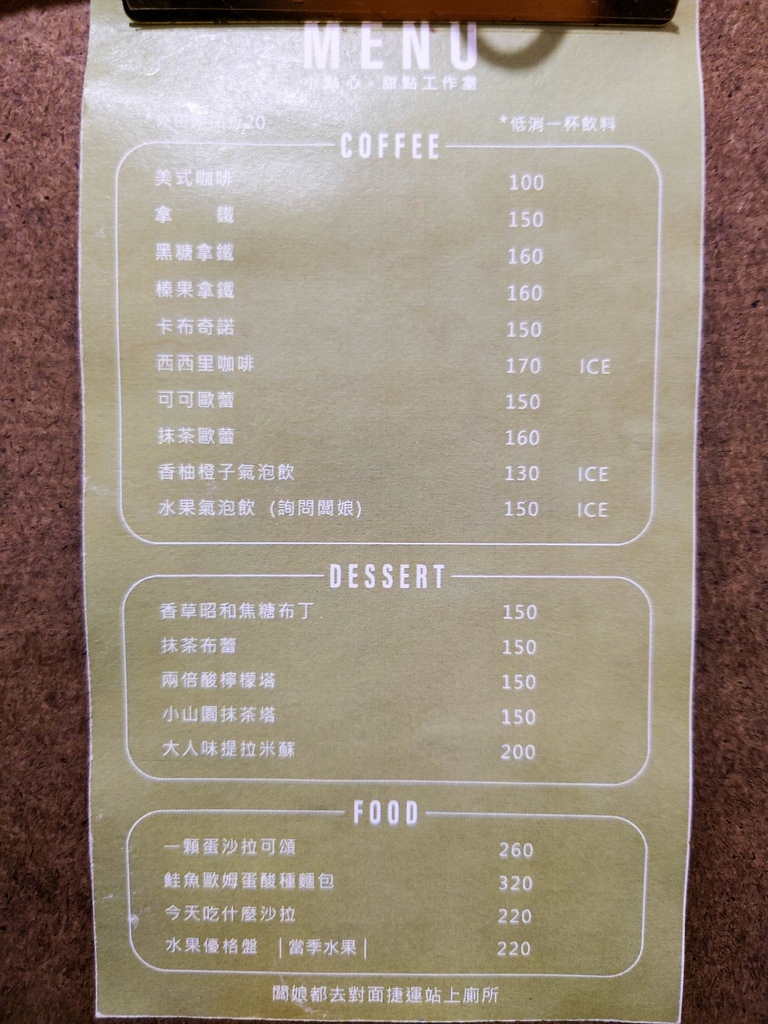 MENU
小點心．甜點工作室
20
*低消一杯飲料
COFFEE
美式咖啡 100
拿 鐵 150
黑糖拿鐵 160
榛果拿鐵 160
卡布奇諾 150
西西里咖啡 170 ICE
可可歐蕾 150
抹茶歐蕾 160
香柚橙子氣泡飲 130 ICE
水果氣泡飲 (詢問闆娘) 150 ICE
DESSERT
香草昭和焦糖布丁 150
抹茶布蕾 150
兩倍酸檸檬塔 150
小山園抹茶塔 150
大人味提拉米蘇 200
FOOD
一顆蛋沙拉可頌 260
鮭魚歐姆蛋酸種麵包 320
今天吃什麼沙拉 220
水果優格盤 |當季水果| 220
闆娘都去對面捷運站上廁所